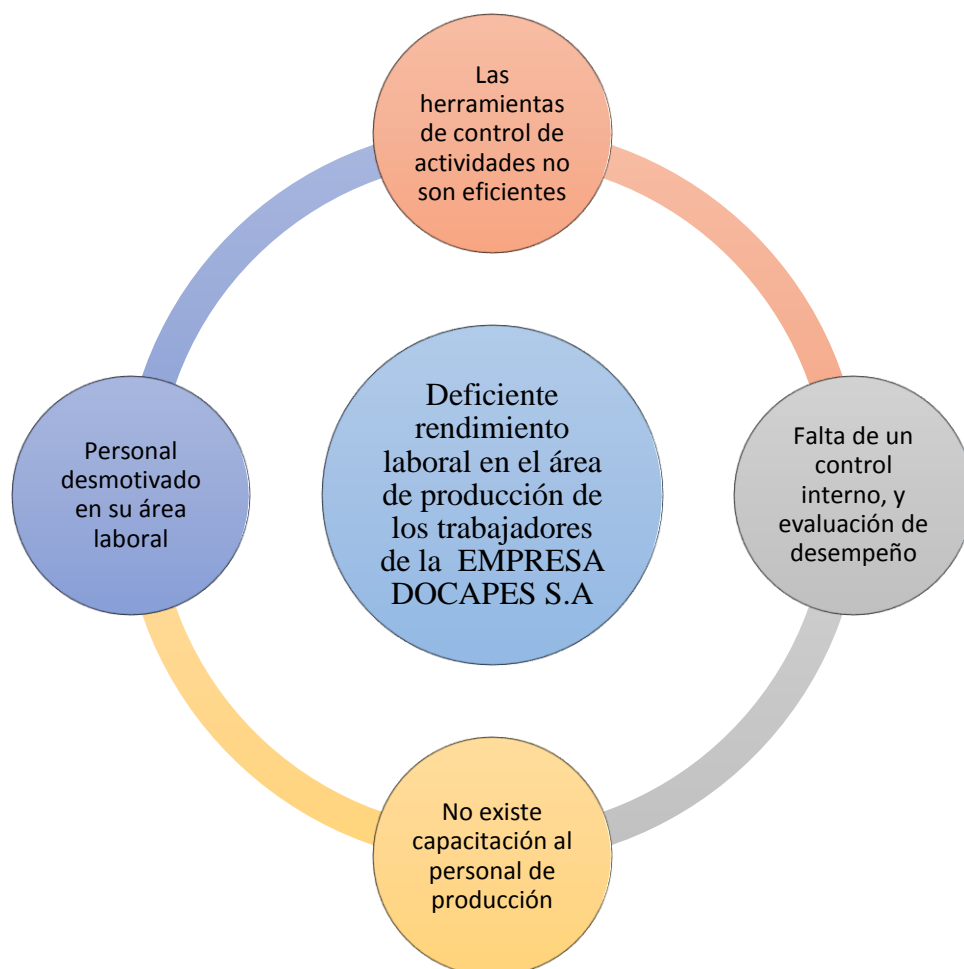 Las
herramientas
de control de
actividades no
son eficientes
Deficiente
rendimiento
laboral en el área
de producción de
los trabajadores
de la EMPRESA
DOCAPES S.A
Personal
desmotivado
en su área
laboral
Falta de un
control
interno, y
evaluación de
desempeño
No existe
capacitación al
personal de
producción